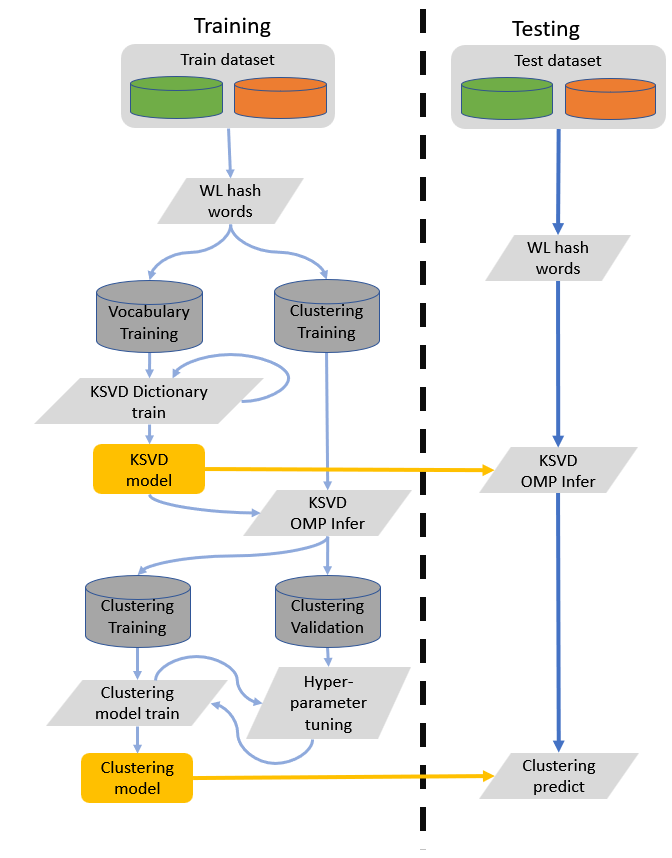 Training
Testing
Train dataset
Test dataset
WL hash
words
WL hash
words
Vocabulary
Training
Clustering
Training
KSVD Dictionary
train
KSVD
model
KSVD
OMP Infer
KSVD
OMP Infer
Clustering
Training
Clustering
Validation
Clustering
model train
Hyper-
parameter
tuning
Clustering
model
Clustering
predict